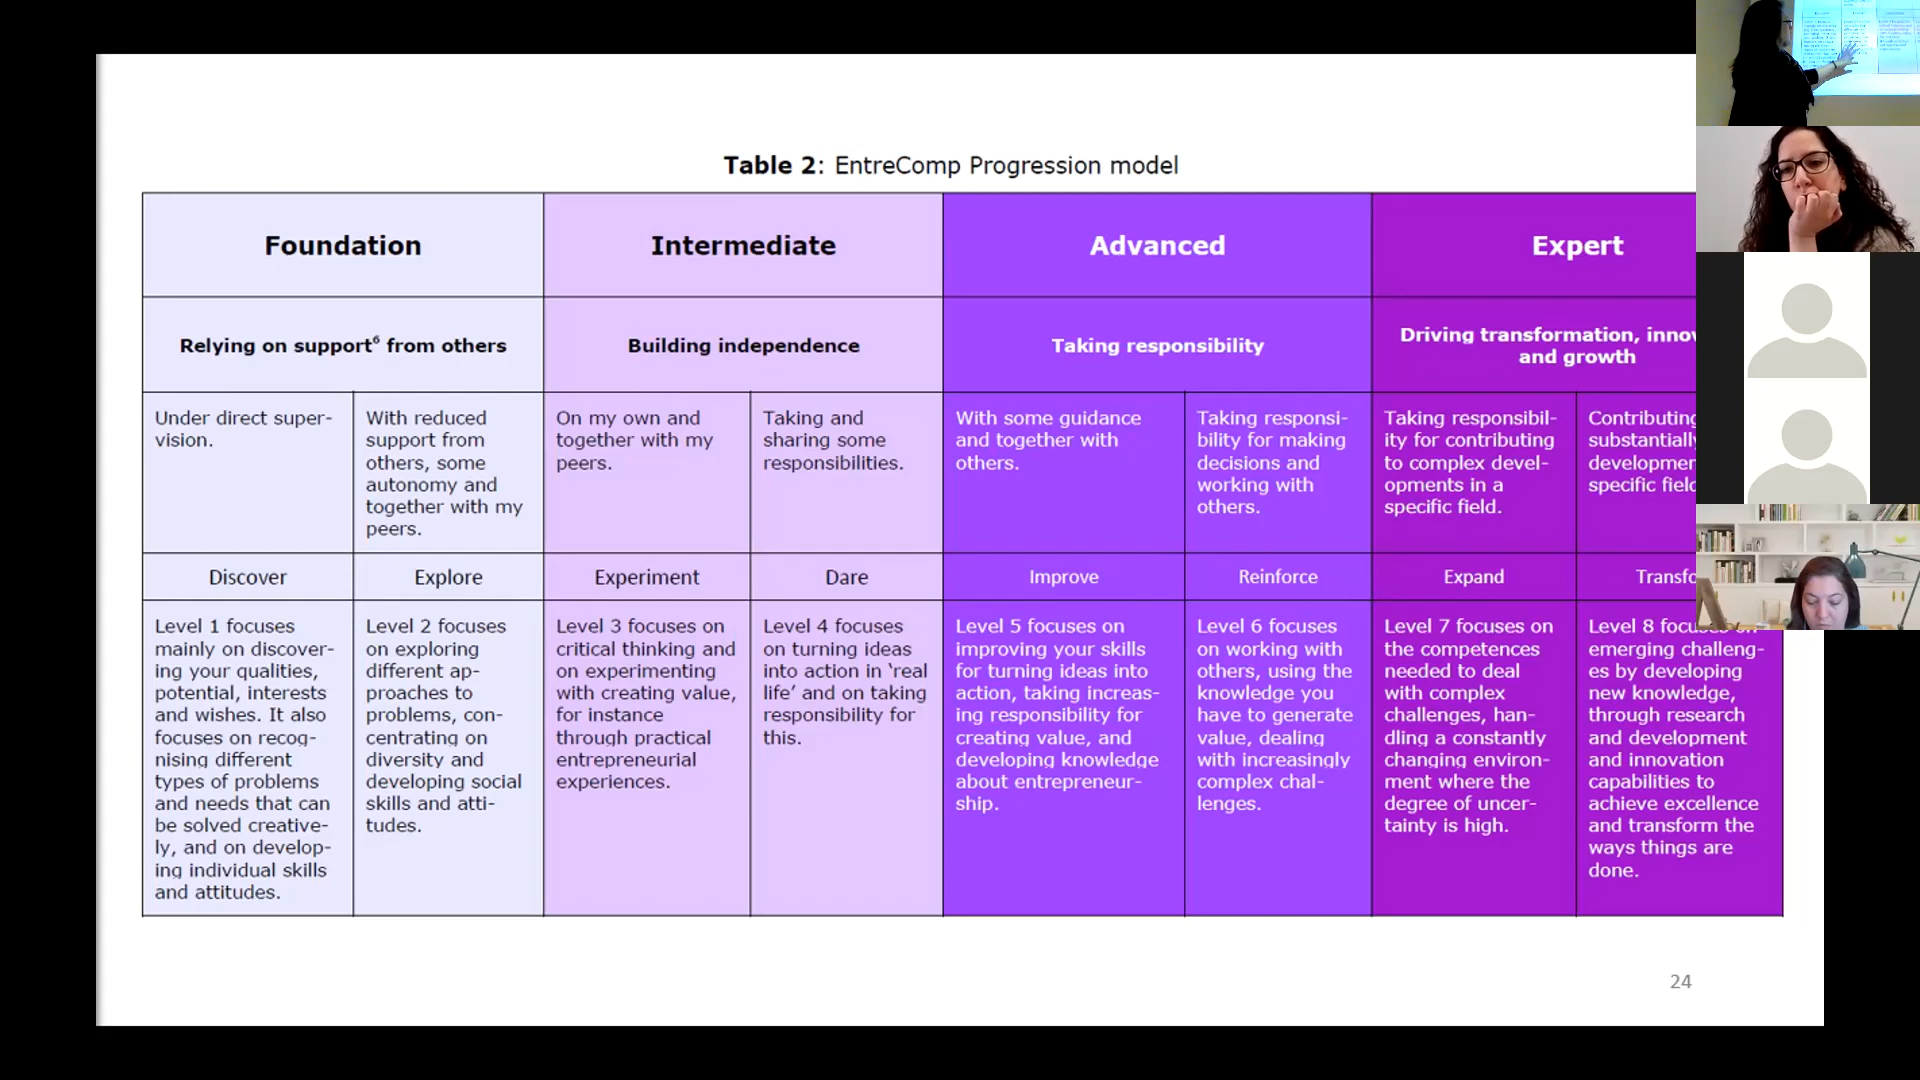 Table 2: EntreComp Progression model
Foundation
Intermediate
Advanced
Expert
Relying on support⁶ from others
Building independence
Taking responsibility
Driving transformation,
and growth
Under direct super-
vision.
With reduced
support from
others, some
autonomy and
together with my
peers.
On my own and
together with my
peers.
Taking and
sharing some
responsibilities.
With some guidance
and together with
others.
Taking responsi-
bility for making
decisions and
working with
others.
Taking responsibil-
ity for contributing
to complex devel-
opments in a
specific field.
Contributing
substantially
specific
Discover
Explore
Experiment
Dare
Improve
Reinforce
Expand
Level 1 focuses
mainly on discover-
ing your qualities,
potential, interests
and wishes. It also
focuses on recog-
nising different
types of problems
and needs that can
be solved creative-
ly, and on develop-
ing individual skills
and attitudes.
Level 2 focuses
on exploring
different ap-
proaches to
problems, con-
centrating on
diversity and
developing social
skills and atti-
tudes.
Level 3 focuses on
critical thinking and
on experimenting
with creating value,
for instance
through practical
entrepreneurial
experiences.
Level 4 focuses
on turning ideas
into action in ‘real
life’ and on taking
responsibility for
this.
Level 5 focuses on
improving your skills
for turning ideas into
action, taking increas-
ing responsibility for
creating value, and
developing knowledge
about entrepreneur-
ship.
Level 6 focuses
on working with
others, using the
knowledge you
have to generate
value, dealing
with increasingly
complex chal-
lenges.
Level 7 focuses on
the competences
needed to deal
with complex
challenges, han-
dling a constantly
changing environ-
ment where the
degree of uncer-
tainty is high.
Level 8 focuses on
emerging challeng-
es by developing
new knowledge,
through research
and development
and innovation
capabilities to
achieve excellence
and transform the
ways things are
done.
24